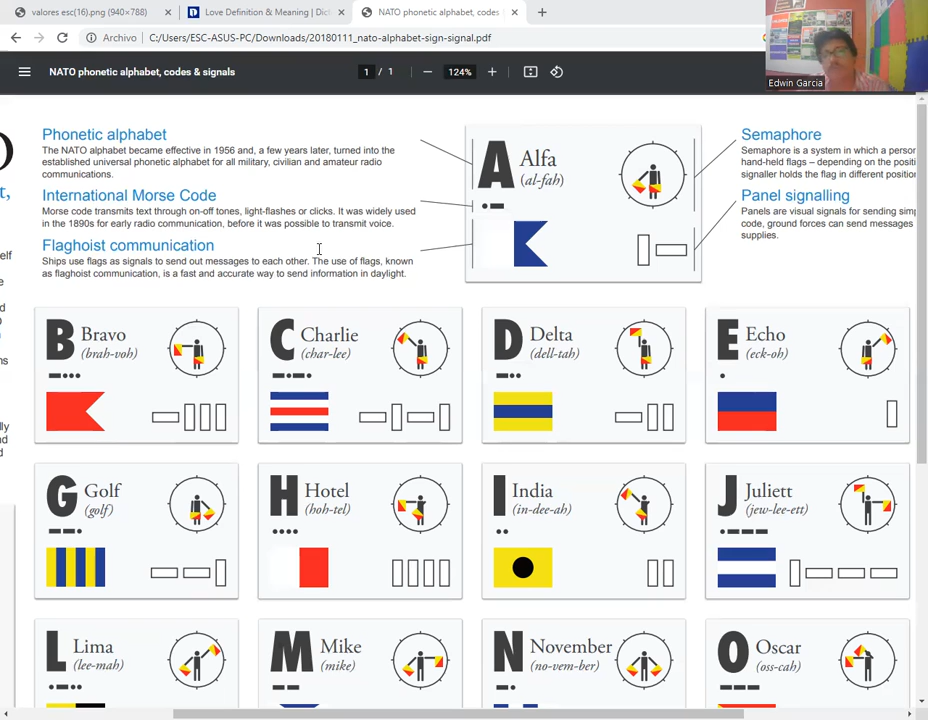 valores esc(16).png (940×788)
Love Definition & Meaning | Dic
NATO phonetic alphabet, codes
Archivo
C:/Users/ESC-ASUS-PC/Downloads/20180111_nato-alphabet-sign-signal.pdf
NATO phonetic alphabet, codes & signals
1 / 1
124%
Edwin Garcia
Phonetic alphabet
The NATO alphabet became effective in 1956 and, a few years later, turned into the
established universal phonetic alphabet for all military, civilian and amateur radio
communications.
International Morse Code
Morse code transmits text through on-off tones, light-flashes or clicks. It was widely used
in the 1890s for early radio communication, before it was possible to transmit voice.
Flaghoist communication
Ships use flags as signals to send out messages to each other. The use of flags, known
as flaghoist communication, is a fast and accurate way to send information in daylight.
A Alfa
(al-fah)
Semaphore
Semaphore is a system in which a person
hand-held flags – depending on the positi
signaller holds the flag in different position
Panel signalling
Panels are visual signals for sending simp
code, ground forces can send messages
supplies.
B Bravo
(brah-voh)
C Charlie
(char-lee)
D Delta
(dell-tah)
E Echo
(eck-oh)
G Golf
(golf)
H Hotel
(hoh-tel)
I India
(in-dee-ah)
J Juliett
(jew-lee-ett)
L Lima
(lee-mah)
M Mike
(mike)
N November
(no-vem-ber)
O Oscar
(oss-cah)